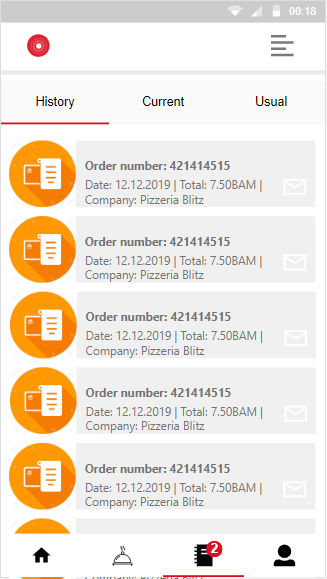 00:18
History Current Usual
Order number: 421414515
Date: 12.12.2019 | Total: 7.50BAM |
Company: Pizzeria Blitz
Order number: 421414515
Date: 12.12.2019 | Total: 7.50BAM |
Company: Pizzeria Blitz
Order number: 421414515
Date: 12.12.2019 | Total: 7.50BAM |
Company: Pizzeria Blitz
Order number: 421414515
Date: 12.12.2019 | Total: 7.50BAM |
Company: Pizzeria Blitz
Order number: 421414515
Date: 12.12.2019 | Total: 7.50BAM |
Company: Pizzeria Blitz
2